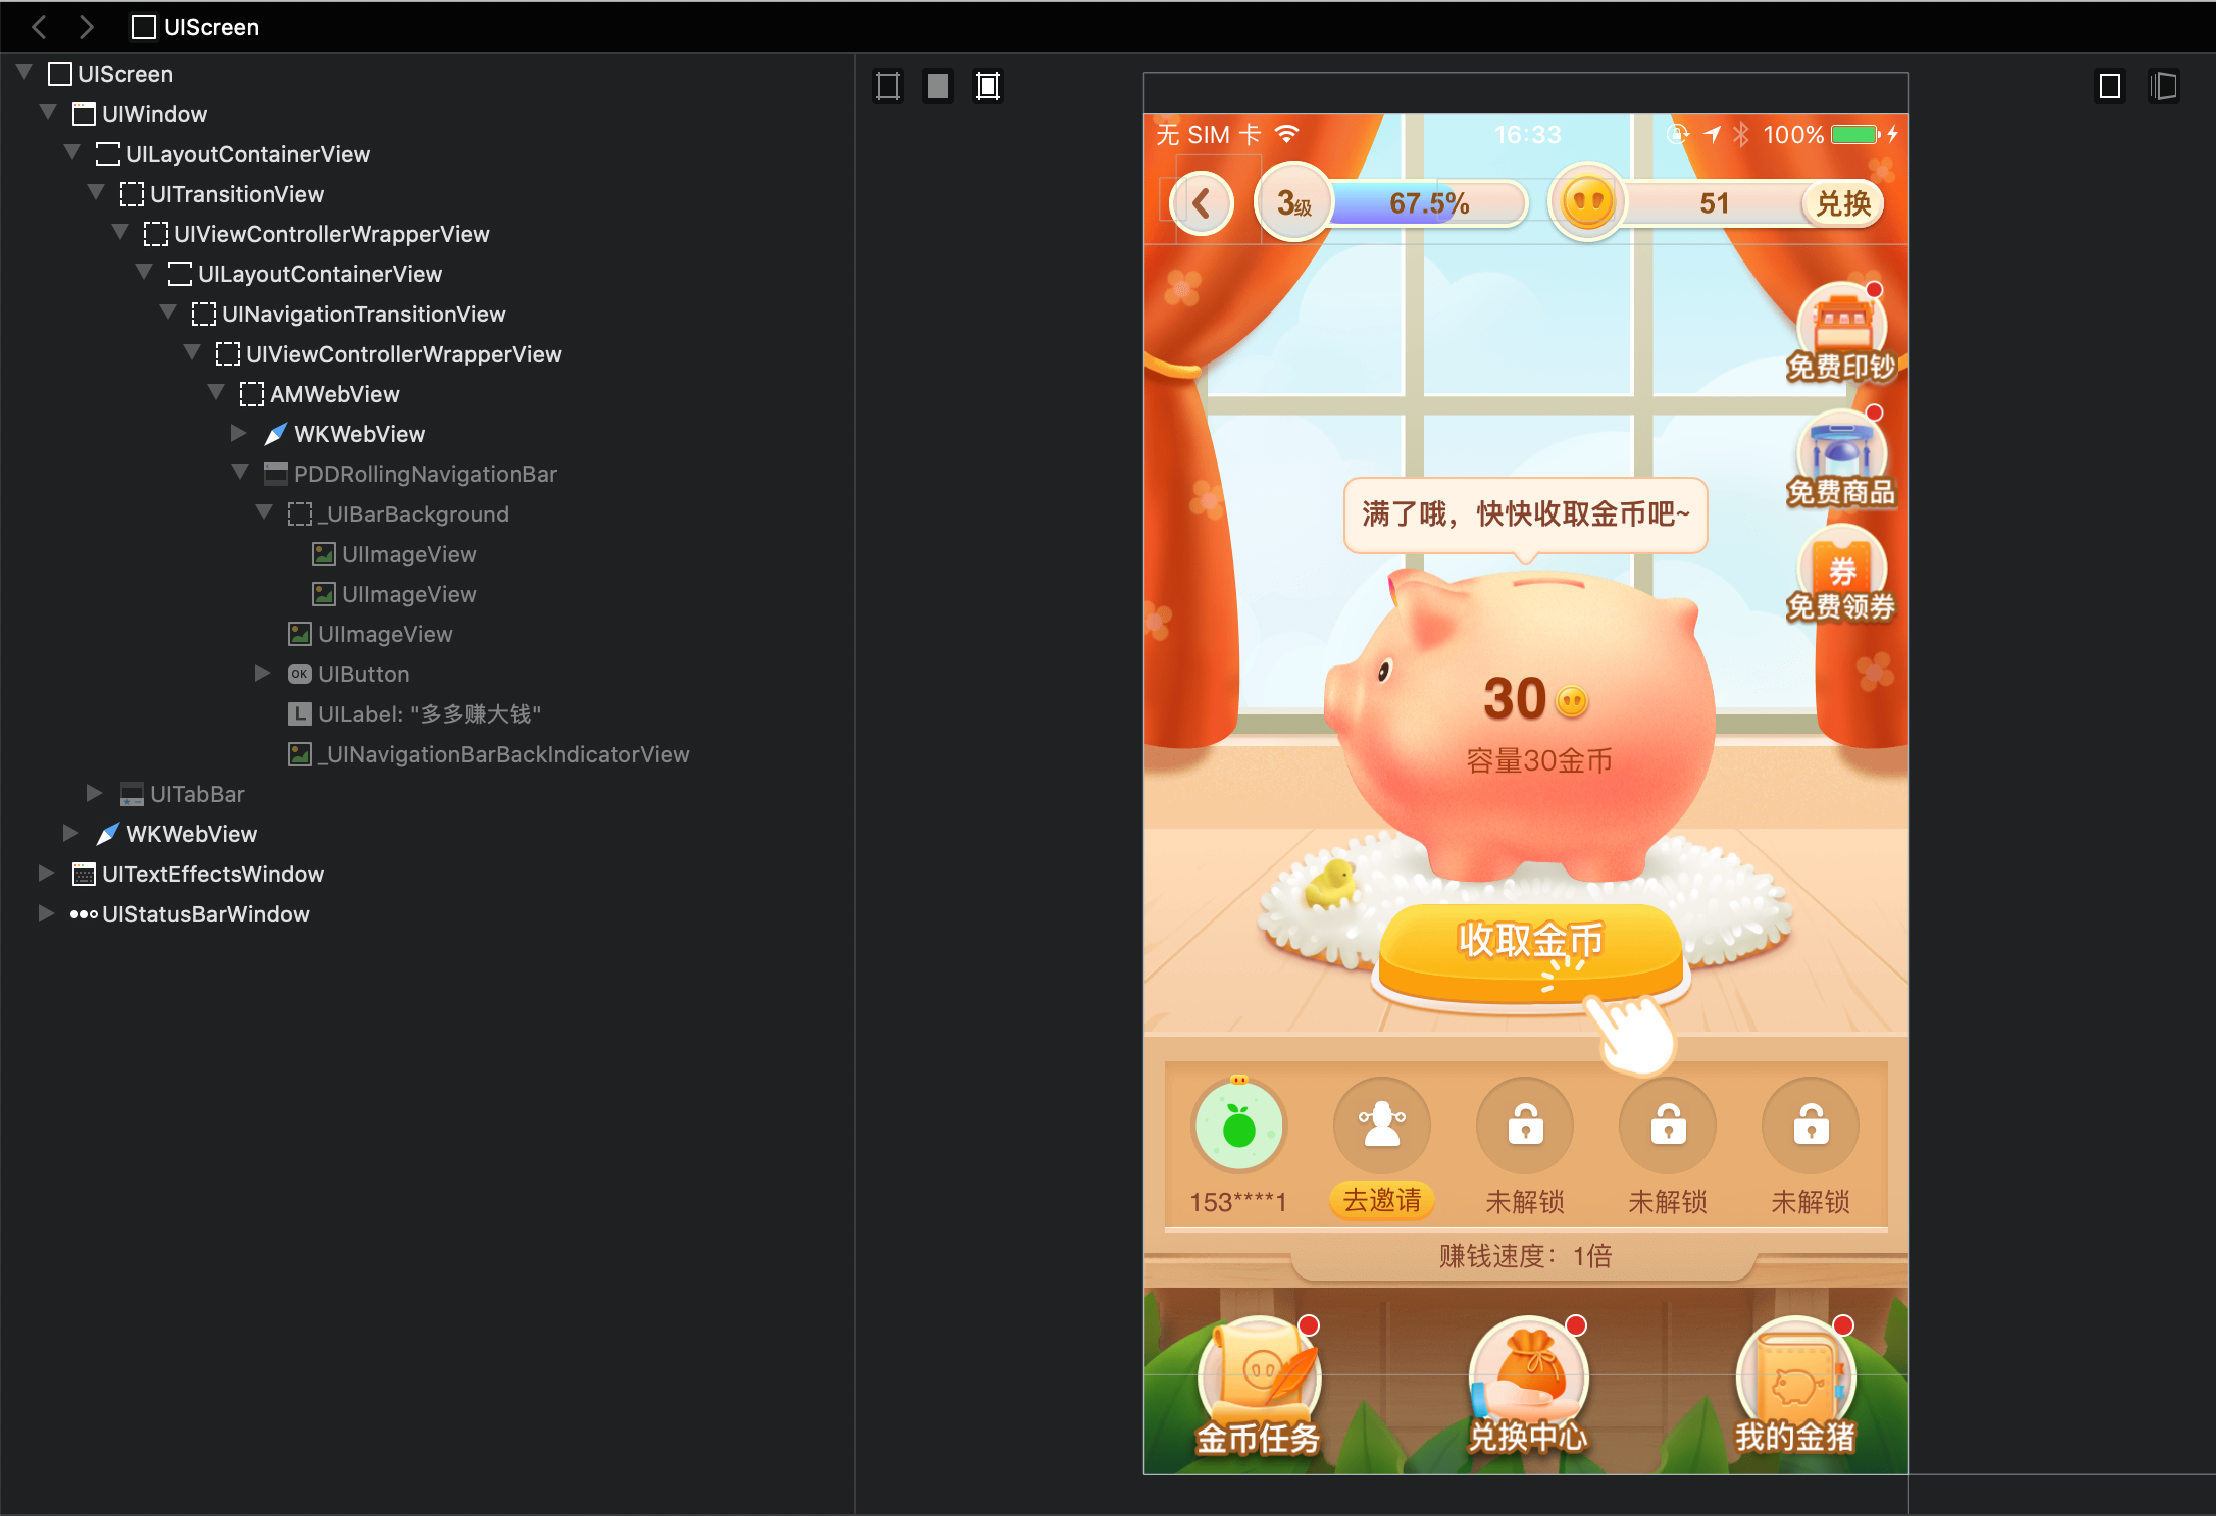 UIScreen
UIScreen
UIWindow
UILayoutContainerView
UITransitionView
UIViewControllerWrapperView
UILayoutContainerView
UINavigationTransitionView
UIViewControllerWrapperView
AMWebView
WKWebView
PDDRollingNavigationBar
_UIBarBackground
UIImageView
UIImageView
UIImageView
OK UIButton
L UILabel: "多多赚大钱"
_UINavigationBarBackIndicatorView
UITabBar
WKWebView
UITextEffectsWindow
UIStatusBarWindow
无 SIM 卡 16:33 100%
3级 67.5% 51 兑换
免费印钞
免费商品
满了哦，快快收取金币吧~
券
免费领券
30
容量30金币
收取金币
153****1 去邀请 未解锁 未解锁 未解锁
赚钱速度：1倍
金币任务 兑换中心 我的金猪